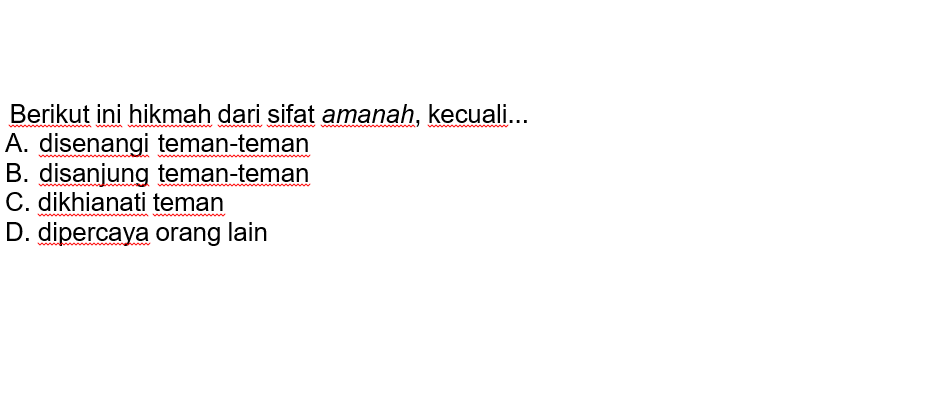 Berikut ini hikmah dari sifat amanah, kecuali...
A. disenangi teman-teman
B. disanjung teman-teman
C. dikhianati teman
D. dipercaya orang lain